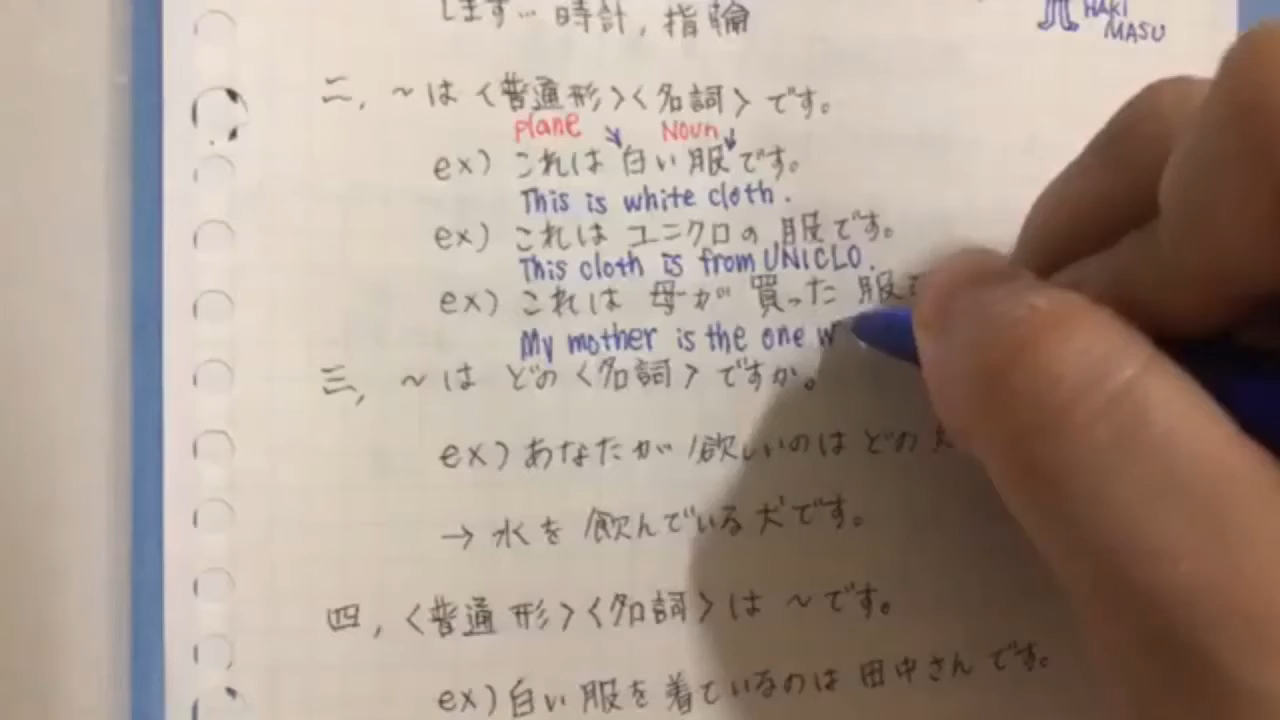 します… 時計, 指輪
HAKI
MASU
二, ～は〈普通形〉〈名詞〉です。
plane Noun
ex) これは 白い 服です。
This is white cloth.
ex) これは ユニクロの 服です。
This cloth is from UNICLO.
ex) これは 母が 買った 服
My mother is the one w
三, ～は どの〈名詞〉ですか。
ex) あなたが 欲しいのは どの
→ 水を 飲んでいる 犬です。
四, 〈普通形〉〈名詞〉は ～です。
ex) 白い 服を 着ているのは 田中さんです。